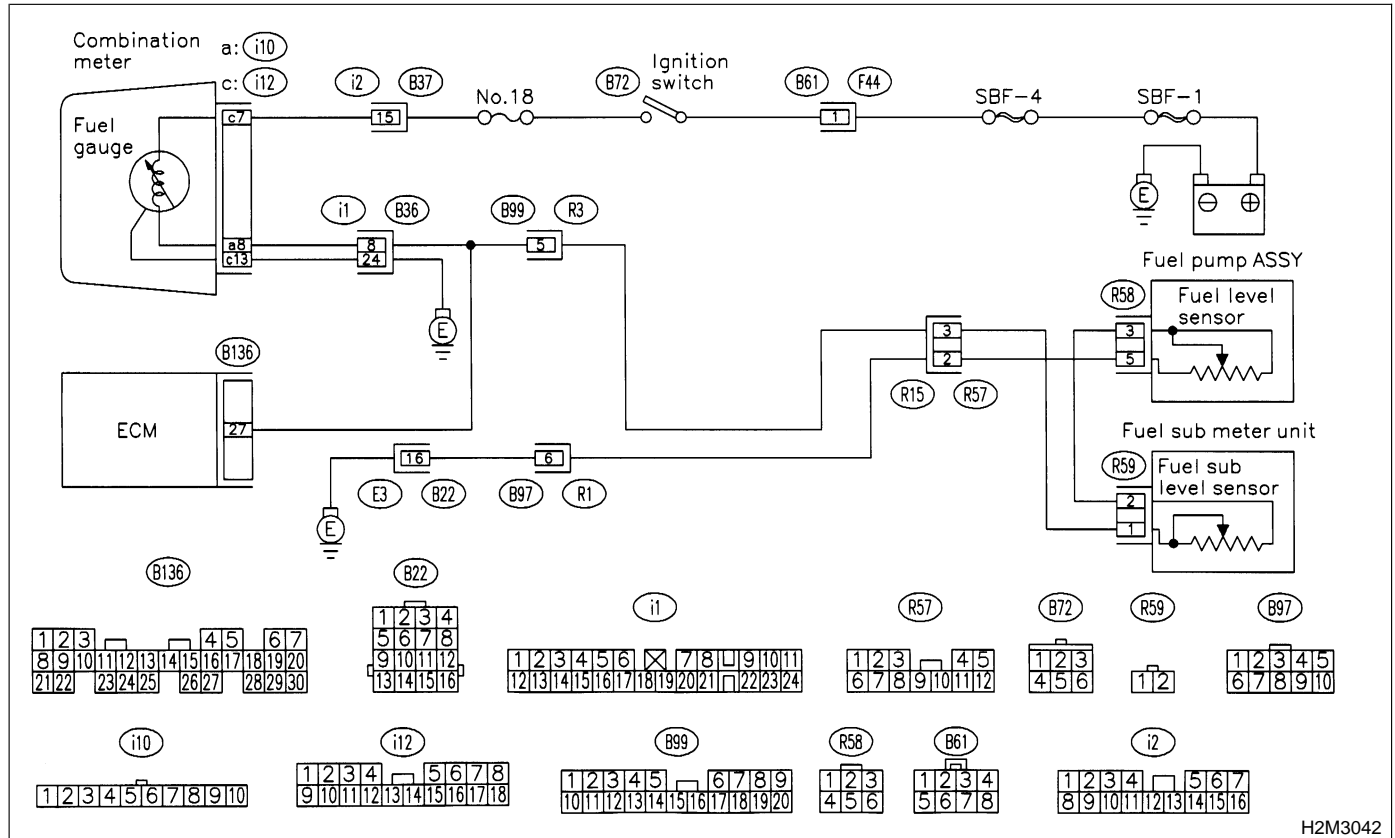 Combination
meter
a: i10
c: i12
i2
B37
No.18
B72
Ignition
switch
B61
F44
SBF-4
SBF-1
Fuel
gauge
c7
15
1
E
⊖ ⊕
i1
B36
B99
R3
a8
8
5
c13
24
E
Fuel pump ASSY
R58
Fuel level
sensor
3
5
3
2
R15
R57
B136
ECM
27
Fuel sub meter unit
R59
Fuel sub
level sensor
2
1
16
6
E3
B22
B97
R1
E
B136
1 2 3 4 5 6 7
8 9 10 11 12 13 14 15 16 17 18 19 20
21 22 23 24 25 26 27 28 29 30
B22
1 2 3 4
5 6 7 8
9 10 11 12
13 14 15 16
i1
1 2 3 4 5 6 7 8 9 10 11
12 13 14 15 16 17 18 19 20 21 22 23 24
R57
1 2 3 4 5
6 7 8 9 10 11 12
B72
1 2 3
4 5 6
R59
1 2
B97
1 2 3 4 5
6 7 8 9 10
i10
1 2 3 4 5 6 7 8 9 10
i12
1 2 3 4 5 6 7 8
9 10 11 12 13 14 15 16 17 18
B99
1 2 3 4 5 6 7 8 9
10 11 12 13 14 15 16 17 18 19 20
R58
1 2 3
4 5 6
B61
1 2 3 4
5 6 7 8
i2
1 2 3 4 5 6 7
8 9 10 11 12 13 14 15 16
H2M3042